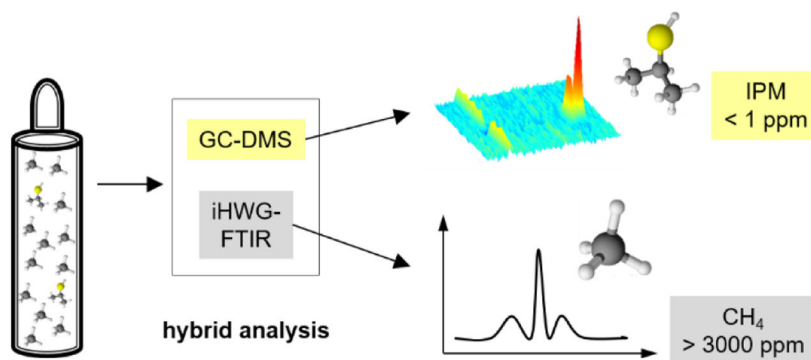 GC-DMS
iHWG-
FTIR
hybrid analysis
IPM
< 1 ppm
CH₄
> 3000 ppm